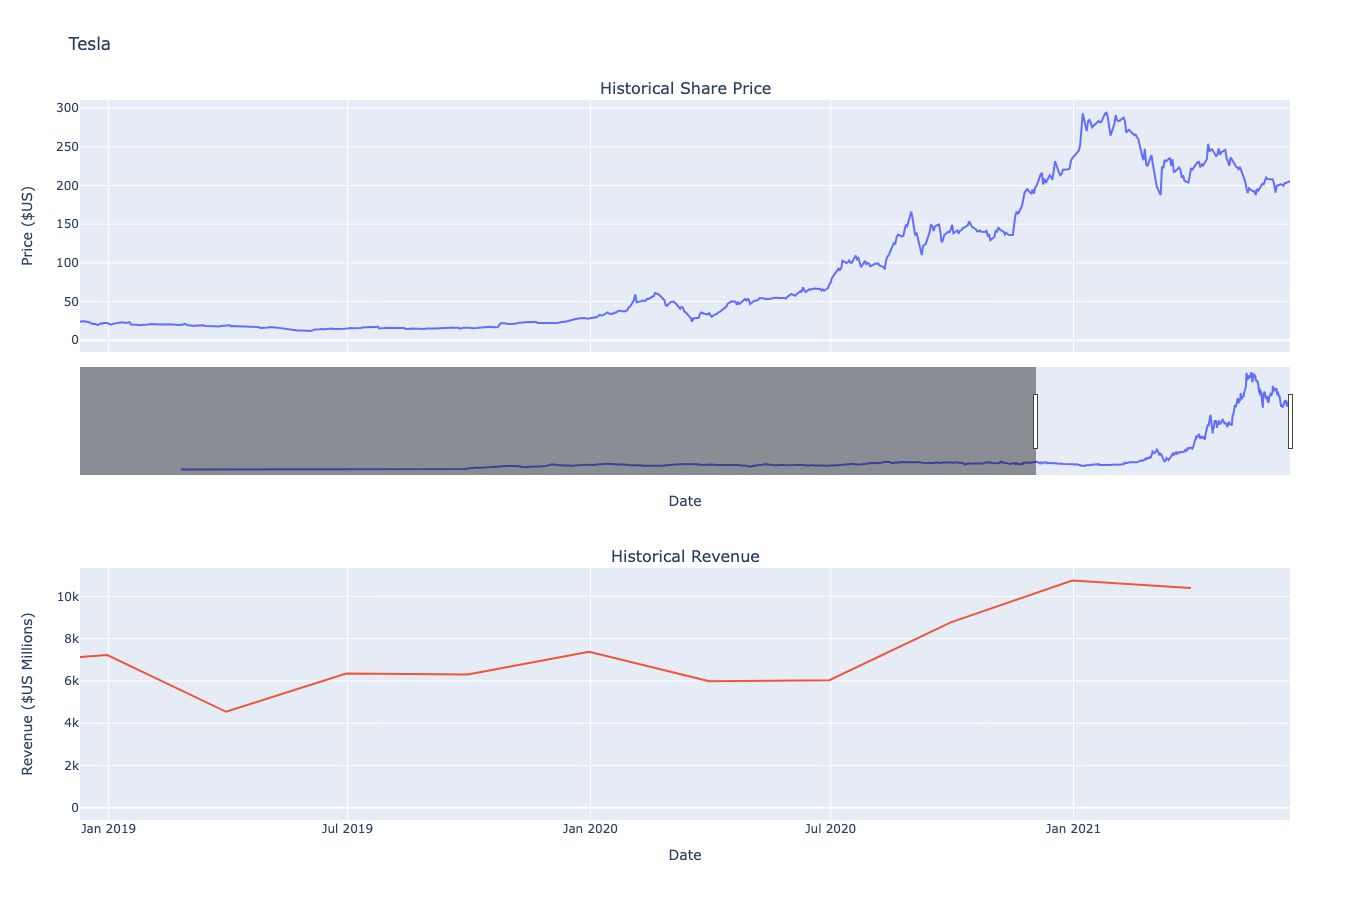 Tesla
Historical Share Price
Price ($US)
300
250
200
150
100
50
0
Date
Historical Revenue
Revenue ($US Millions)
10k
8k
6k
4k
2k
0
Jan 2019 Jul 2019 Jan 2020 Jul 2020 Jan 2021
Date